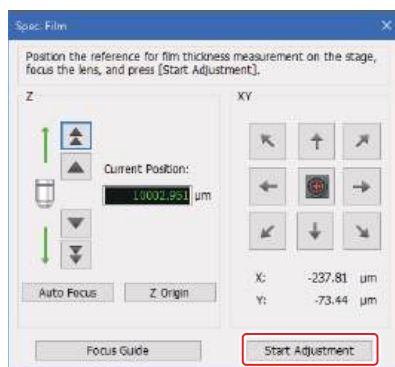 Spec. Film
Position the reference for film thickness measurement on the stage,
focus the lens, and press [Start Adjustment].
Z
XY
Current Position:
10002.951 µm
X: -237.81 µm
Y: -73.44 µm
Auto Focus
Z Origin
Focus Guide
Start Adjustment